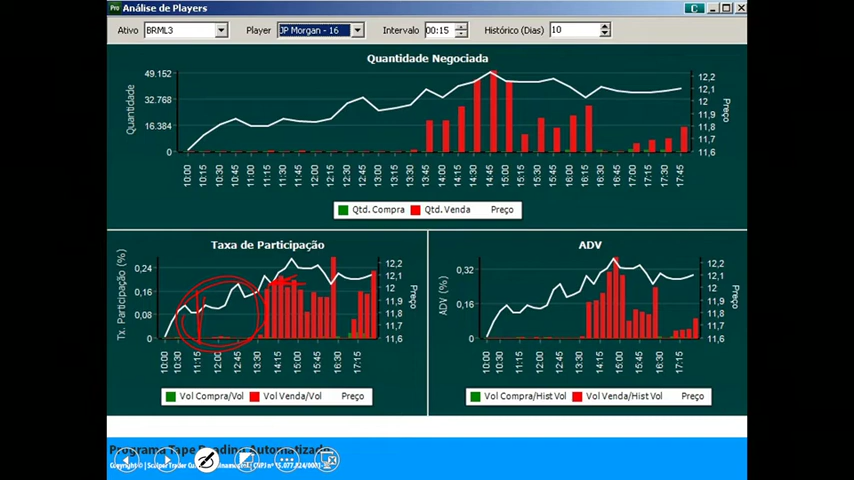 Análise de Players
Ativo BRML3 Player JP Morgan - 16 Intervalo 00:15 Histórico (Dias) 10
Quantidade Negociada
Quantidade
49.152
32.768
16.384
0
12,2
12,1
12
11,9
11,8
11,7
11,6
Preço
10:00 10:15 10:30 10:45 11:00 11:15 11:30 11:45 12:00 12:15 12:30 12:45 13:00 13:15 13:30 13:45 14:00 14:15 14:30 14:45 15:00 15:15 15:30 15:45 16:00 16:15 16:30 16:45 17:00 17:15 17:30 17:45
Qtd. Compra Qtd. Venda Preço
Taxa de Participação
Tx. Participação (%)
0,24
0,16
0,08
0
12,2
12,1
12
11,9
11,8
11,7
11,6
Preço
10:00 10:30 11:15 12:00 12:45 13:30 14:15 15:00 15:45 16:30 17:15
Vol Compra/Vol Vol Venda/Vol Preço
ADV
ADV (%)
0,32
0,16
0
12,2
12,1
12
11,9
11,8
11,7
11,6
Preço
10:00 10:30 11:15 12:00 12:45 13:30 14:15 15:00 15:45 16:30 17:15
Vol Compra/Hist Vol Vol Venda/Hist Vol Preço
Programa Tape Reading Automatizado
Copyright © | Scalper Trader